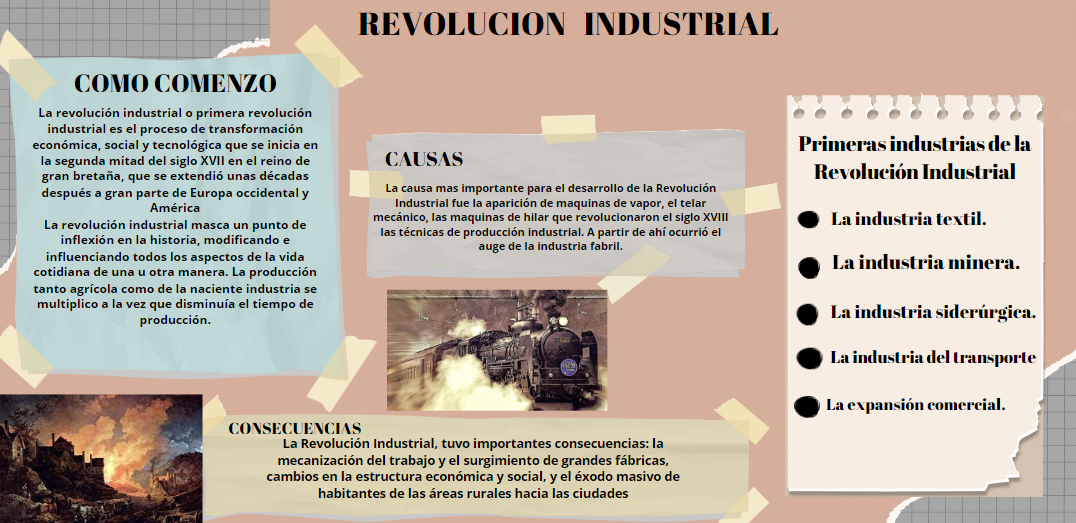 REVOLUCION INDUSTRIAL
COMO COMENZO
La revolución industrial o primera revolución
industrial es el proceso de transformación
económica, social y tecnológica que se inicia en
la segunda mitad del siglo XVII en el reino de
gran bretaña, que se extendió unas décadas
después a gran parte de Europa occidental y
América
La revolución industrial masca un punto de
inflexión en la historia, modificando e
influenciando todos los aspectos de la vida
cotidiana de una u otra manera. La producción
tanto agrícola como de la naciente industria se
multiplico a la vez que disminuía el tiempo de
producción.
CAUSAS
La causa mas importante para el desarrollo de la Revolución
Industrial fue la aparición de maquinas de vapor, el telar
mecánico, las maquinas de hilar que revolucionaron el siglo XVIII
las técnicas de producción industrial. A partir de ahí ocurrió el
auge de la industria fabril.
CONSECUENCIAS
La Revolución Industrial, tuvo importantes consecuencias: la
mecanización del trabajo y el surgimiento de grandes fábricas,
cambios en la estructura económica y social, y el éxodo masivo de
habitantes de las áreas rurales hacia las ciudades
Primeras industrias de la
Revolución Industrial
La industria textil.
La industria minera.
La industria siderúrgica.
La industria del transporte
La expansión comercial.